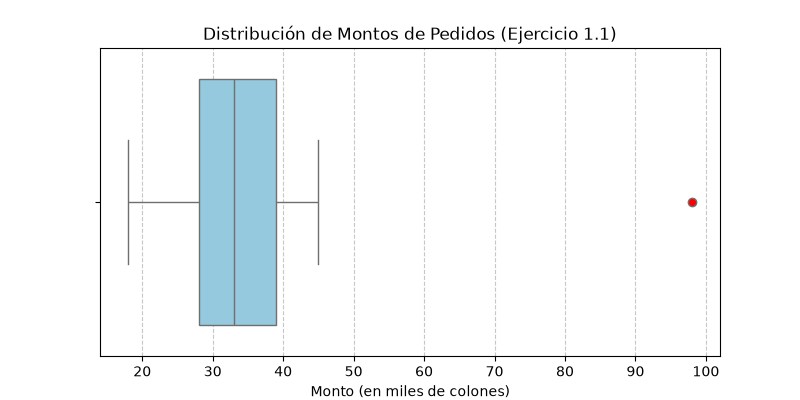 Distribución de Montos de Pedidos (Ejercicio 1.1)
20 30 40 50 60 70 80 90 100
Monto (en miles de colones)